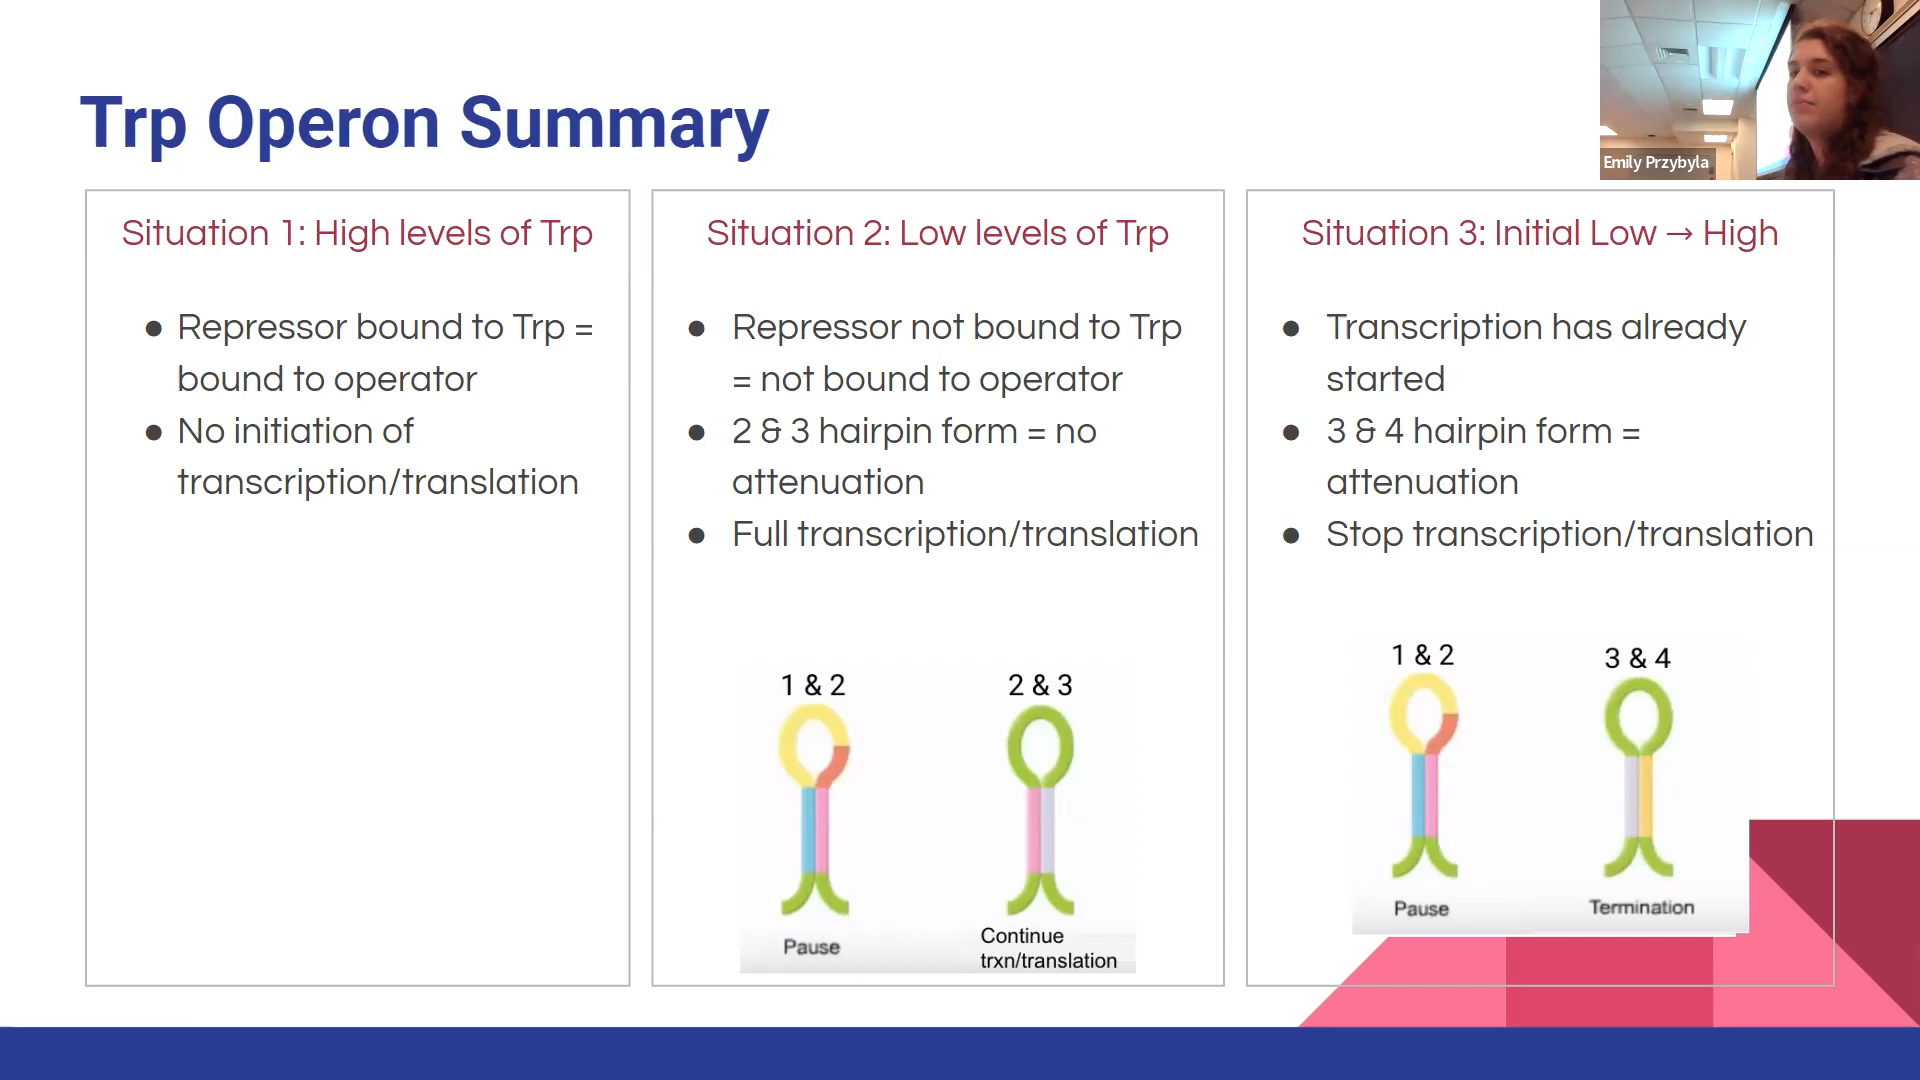 Trp Operon Summary
Emily Przybyla
Situation 1: High levels of Trp
● Repressor bound to Trp =
bound to operator
● No initiation of
transcription/translation
Situation 2: Low levels of Trp
● Repressor not bound to Trp
= not bound to operator
● 2 & 3 hairpin form = no
attenuation
● Full transcription/translation
1 & 2
2 & 3
Pause
Continue
trxn/translation
Situation 3: Initial Low → High
● Transcription has already
started
● 3 & 4 hairpin form =
attenuation
● Stop transcription/translation
1 & 2
3 & 4
Pause
Termination